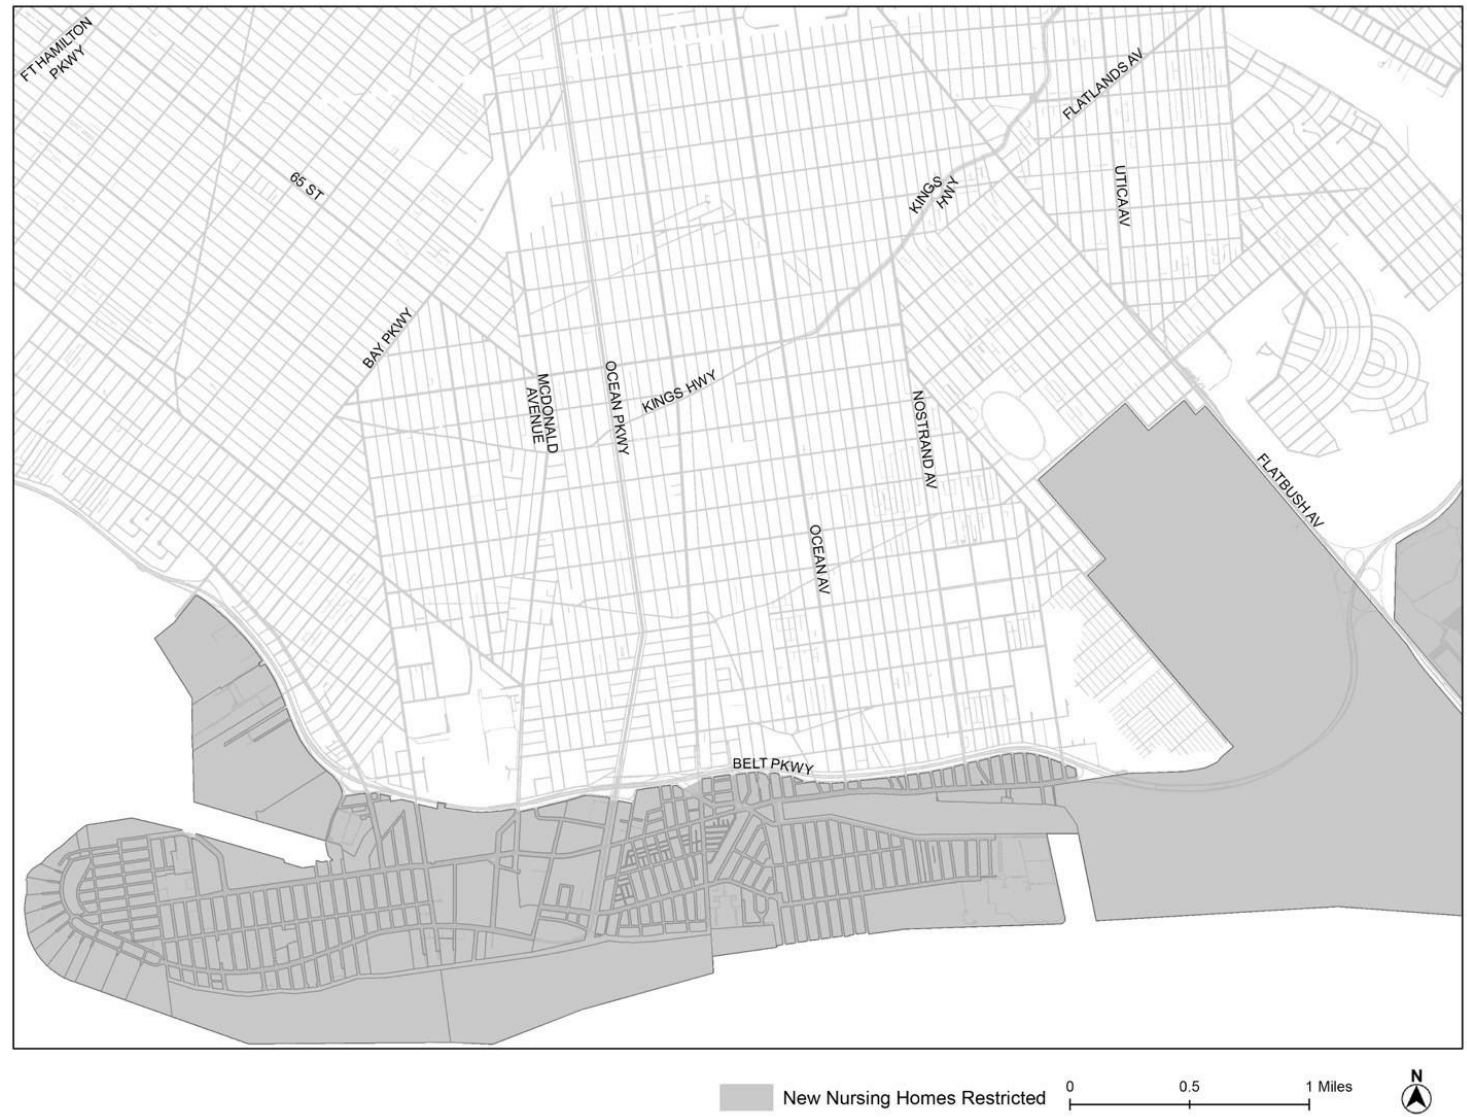 FT HAMILTON
PKWY
FLATLANDS AV
65 ST
KINGS
HWY
UTICA AV
BAY PKWY
MCDONALD
AVENUE
OCEAN PKWY
KINGS HWY
NOSTRAND AV
FLATBUSH AV
OCEAN AV
BELT PKWY
New Nursing Homes Restricted
0 0.5 1 Miles
N